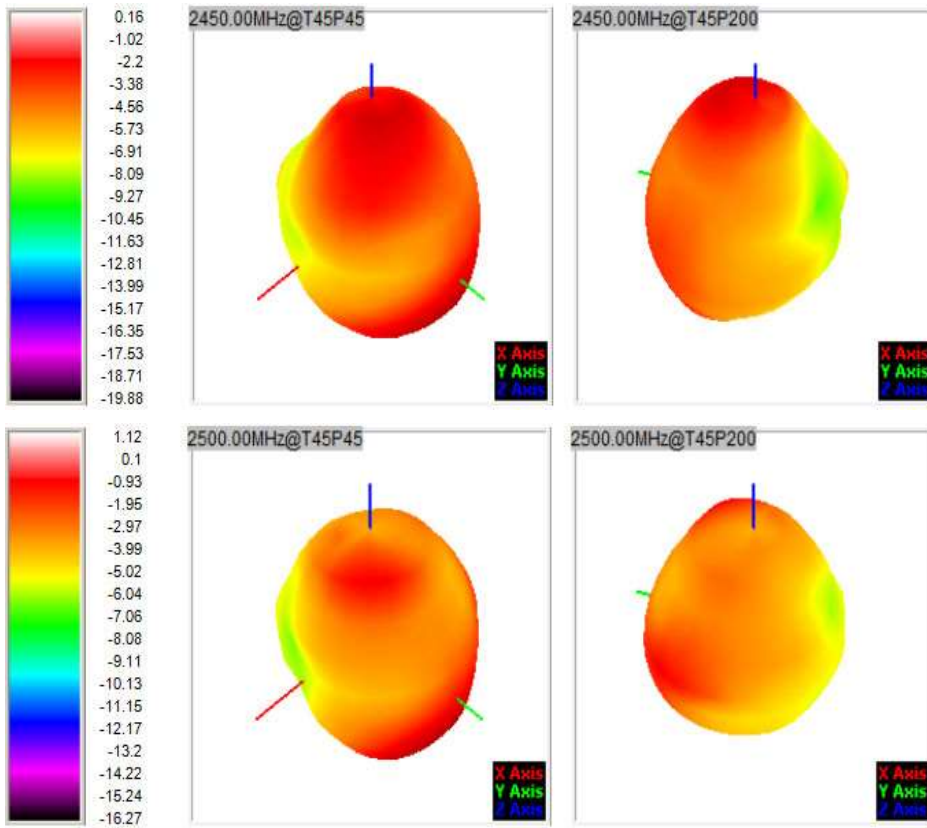 0.16
-1.02
-2.2
-3.38
-4.56
-5.73
-6.91
-8.09
-9.27
-10.45
-11.63
-12.81
-13.99
-15.17
-16.35
-17.53
-18.71
-19.88
2450.00MHz@T45P45
X Axis
Y Axis
Z Axis
2450.00MHz@T45P200
X Axis
Y Axis
Z Axis
1.12
0.1
-0.93
-1.95
-2.97
-3.99
-5.02
-6.04
-7.06
-8.08
-9.11
-10.13
-11.15
-12.17
-13.2
-14.22
-15.24
-16.27
2500.00MHz@T45P45
X Axis
Y Axis
Z Axis
2500.00MHz@T45P200
X Axis
Y Axis
Z Axis